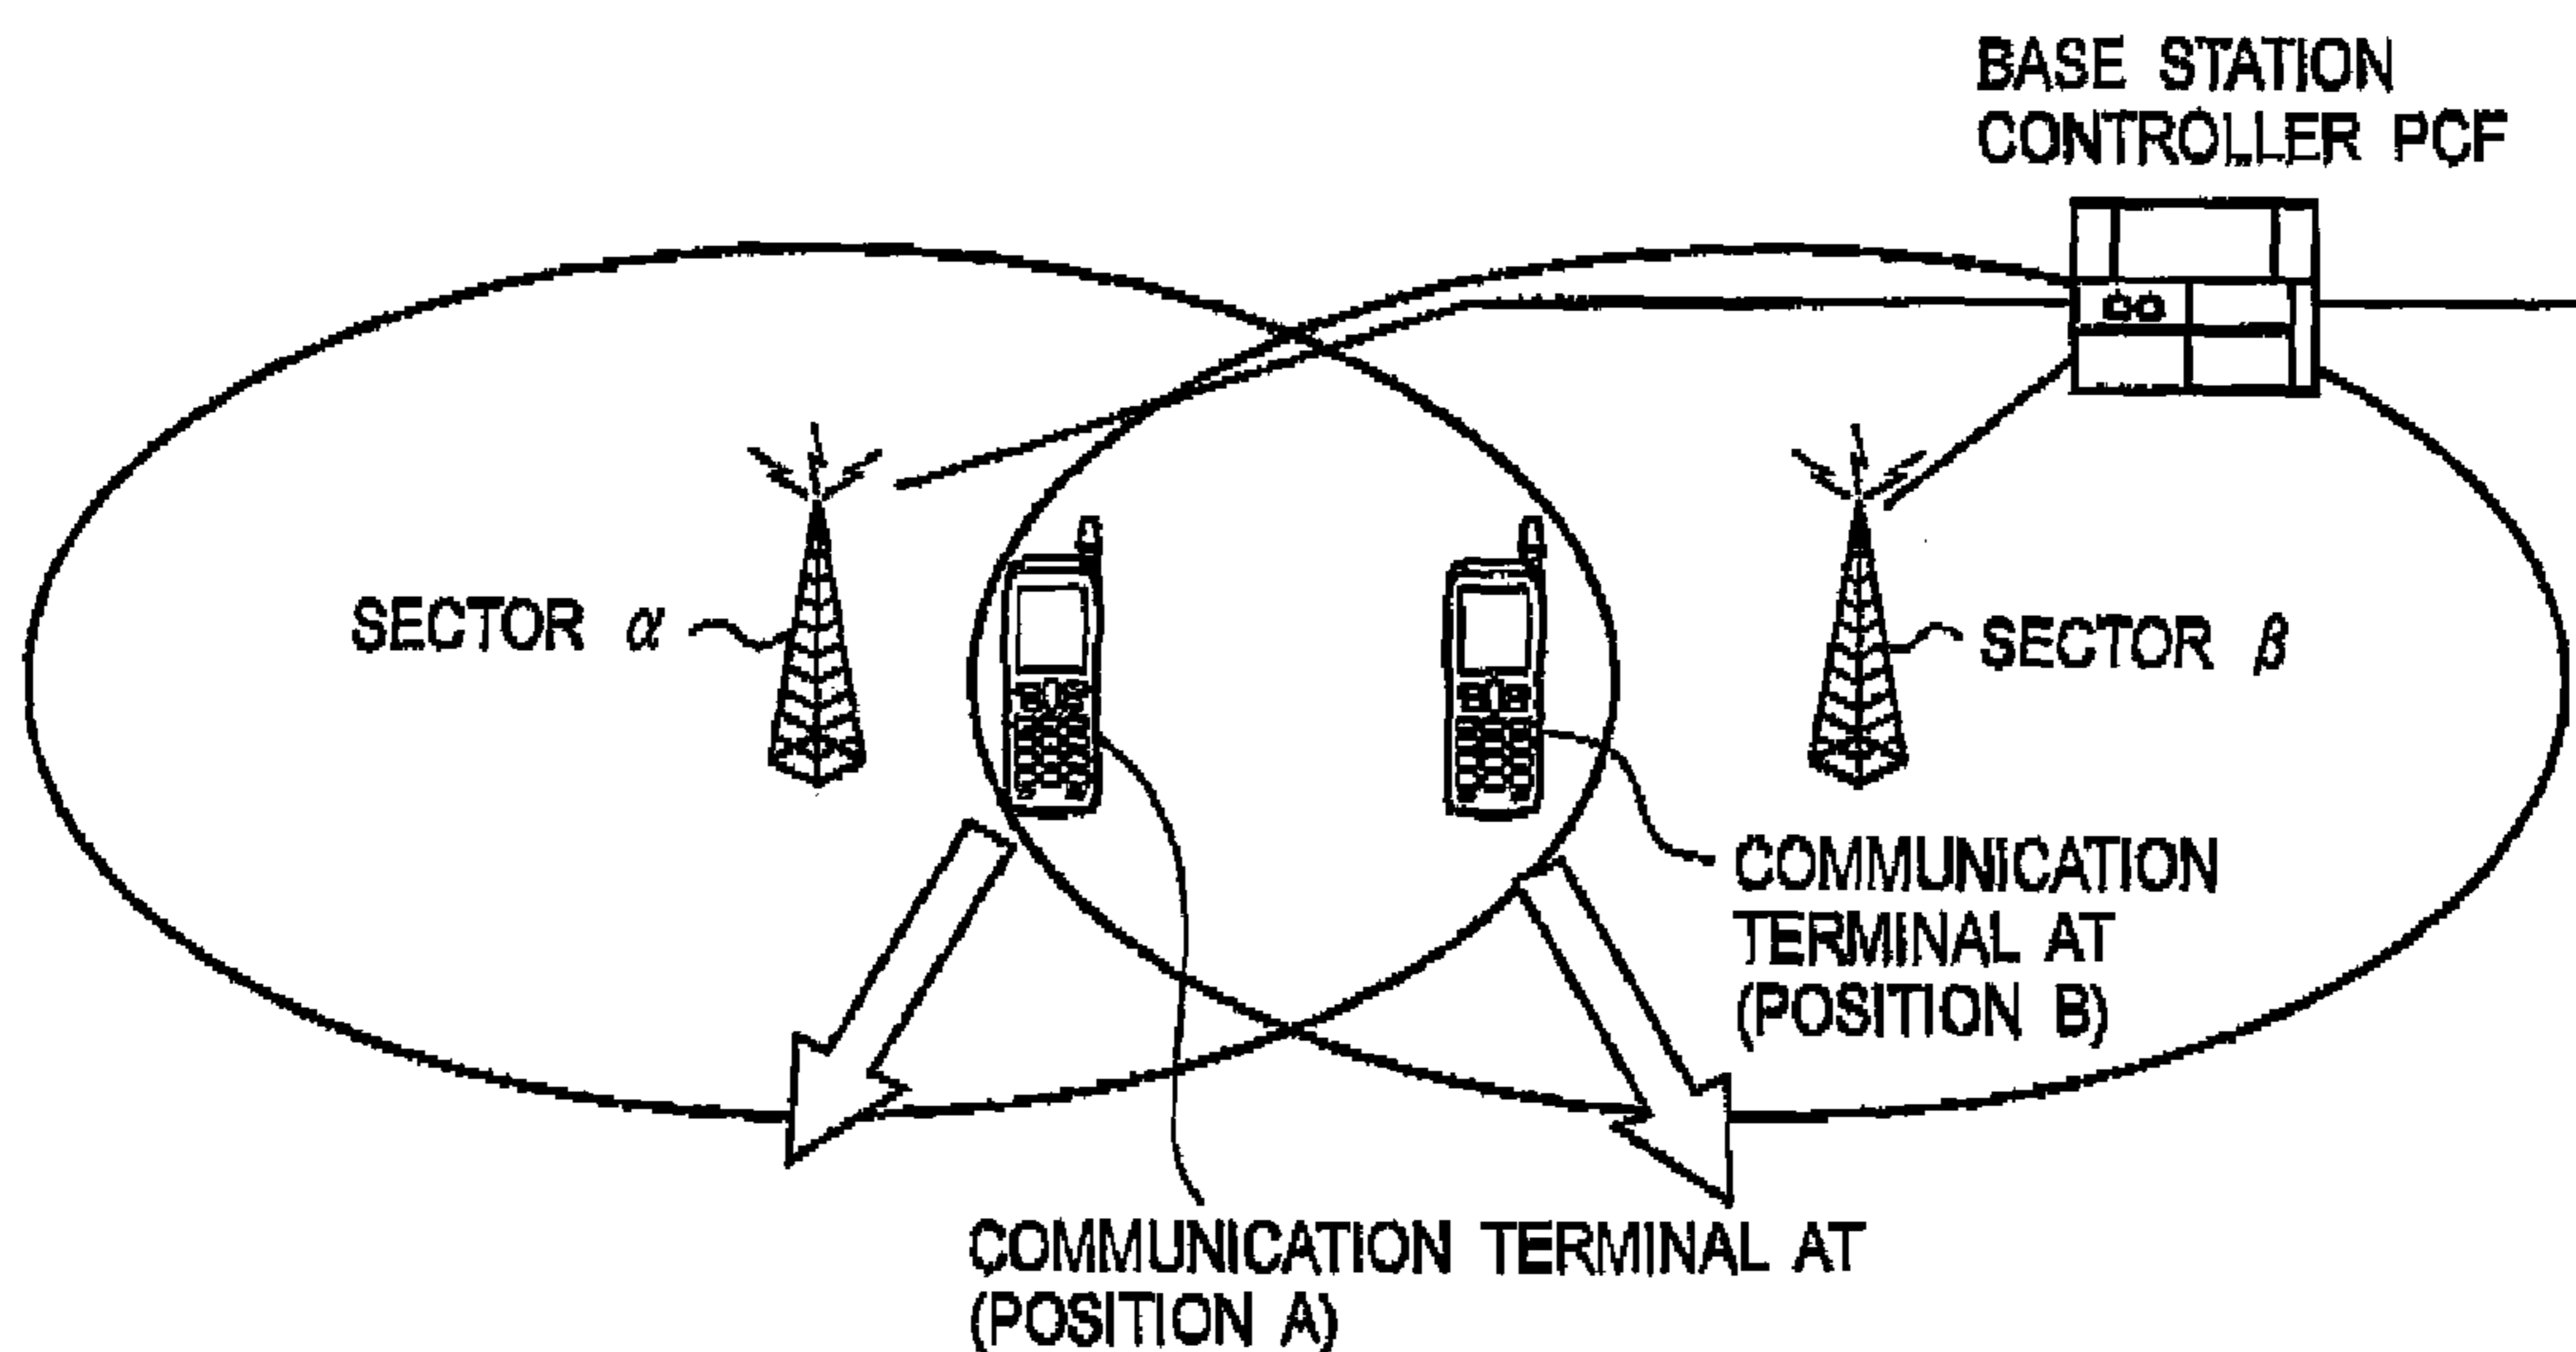 BASE STATION
CONTROLLER PCF
SECTOR α
SECTOR β
COMMUNICATION
TERMINAL AT
(POSITION B)
COMMUNICATION TERMINAL AT
(POSITION A)